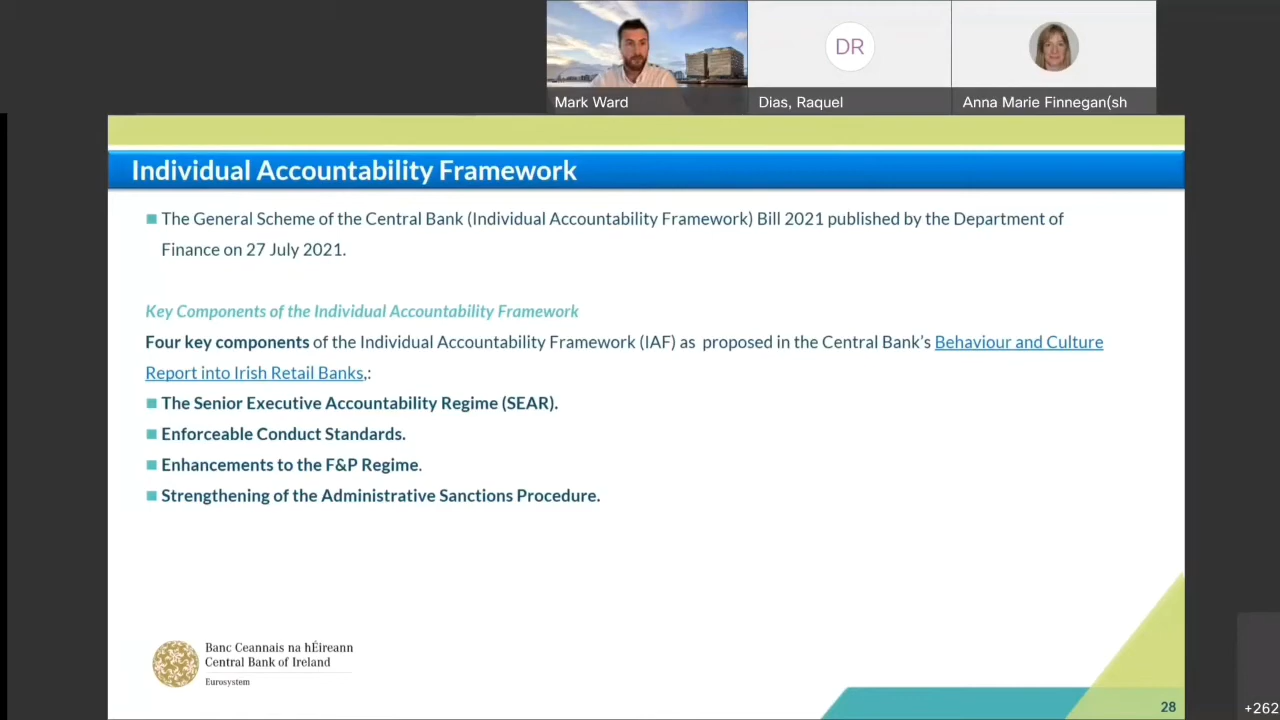 Mark Ward
DR
Dias, Raquel
Anna Marie Finnegan(sh
Individual Accountability Framework
The General Scheme of the Central Bank (Individual Accountability Framework) Bill 2021 published by the Department of
Finance on 27 July 2021.
Key Components of the Individual Accountability Framework
Four key components of the Individual Accountability Framework (IAF) as proposed in the Central Bank's Behaviour and Culture
Report into Irish Retail Banks,:
The Senior Executive Accountability Regime (SEAR).
Enforceable Conduct Standards.
Enhancements to the F&P Regime.
Strengthening of the Administrative Sanctions Procedure.
Banc Ceannais na hÉireann
Central Bank of Ireland
Eurosystem
28
+262